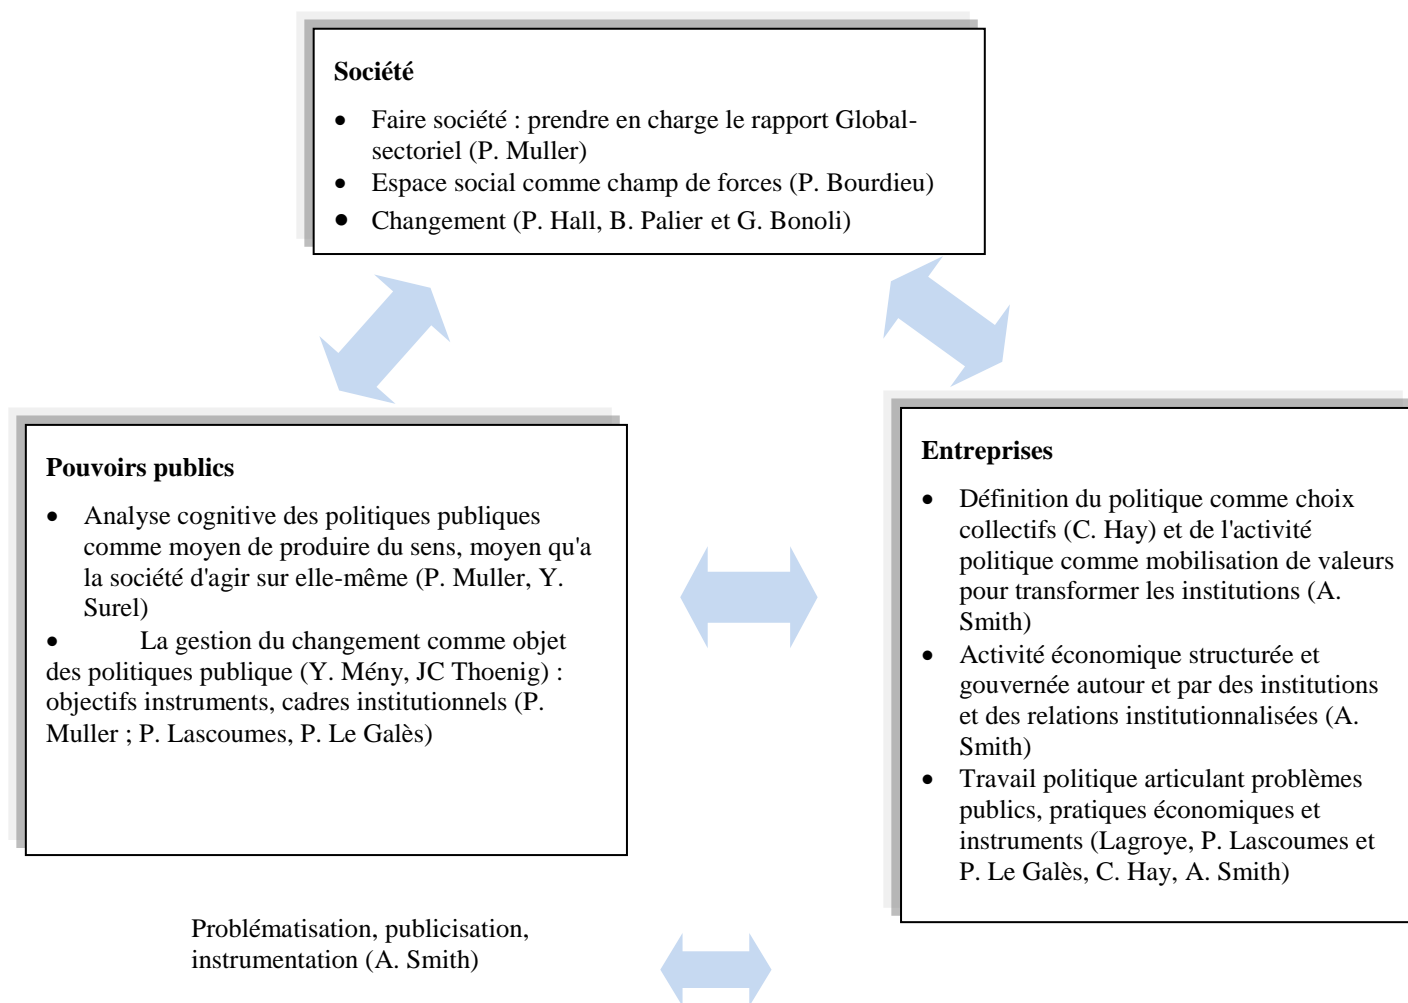 Société
• Faire société : prendre en charge le rapport Global-
sectoriel (P. Muller)
• Espace social comme champ de forces (P. Bourdieu)
• Changement (P. Hall, B. Palier et G. Bonoli)
Pouvoirs publics
• Analyse cognitive des politiques publiques
comme moyen de produire du sens, moyen qu'a
la société d'agir sur elle-même (P. Muller, Y.
Surel)
• La gestion du changement comme objet
des politiques publique (Y. Mény, JC Thoenig) :
objectifs instruments, cadres institutionnels (P.
Muller ; P. Lascoumes, P. Le Galès)
Entreprises
• Définition du politique comme choix
collectifs (C. Hay) et de l'activité
politique comme mobilisation de valeurs
pour transformer les institutions (A.
Smith)
• Activité économique structurée et
gouvernée autour et par des institutions
et des relations institutionnalisées (A.
Smith)
• Travail politique articulant problèmes
publics, pratiques économiques et
instruments (Lagroye, P. Lascoumes et
P. Le Galès, C. Hay, A. Smith)
Problématisation, publicisation,
instrumentation (A. Smith)